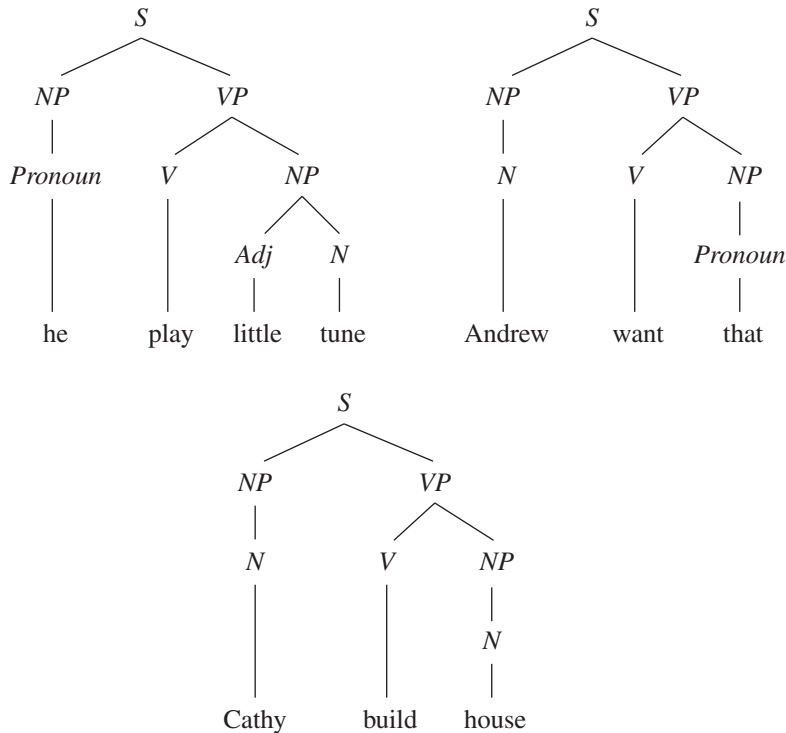 S S
NP VP NP VP
Pronoun V NP N V NP
Adj N Pronoun
he play little tune Andrew want that
S
NP VP
N V NP
N
Cathy build house